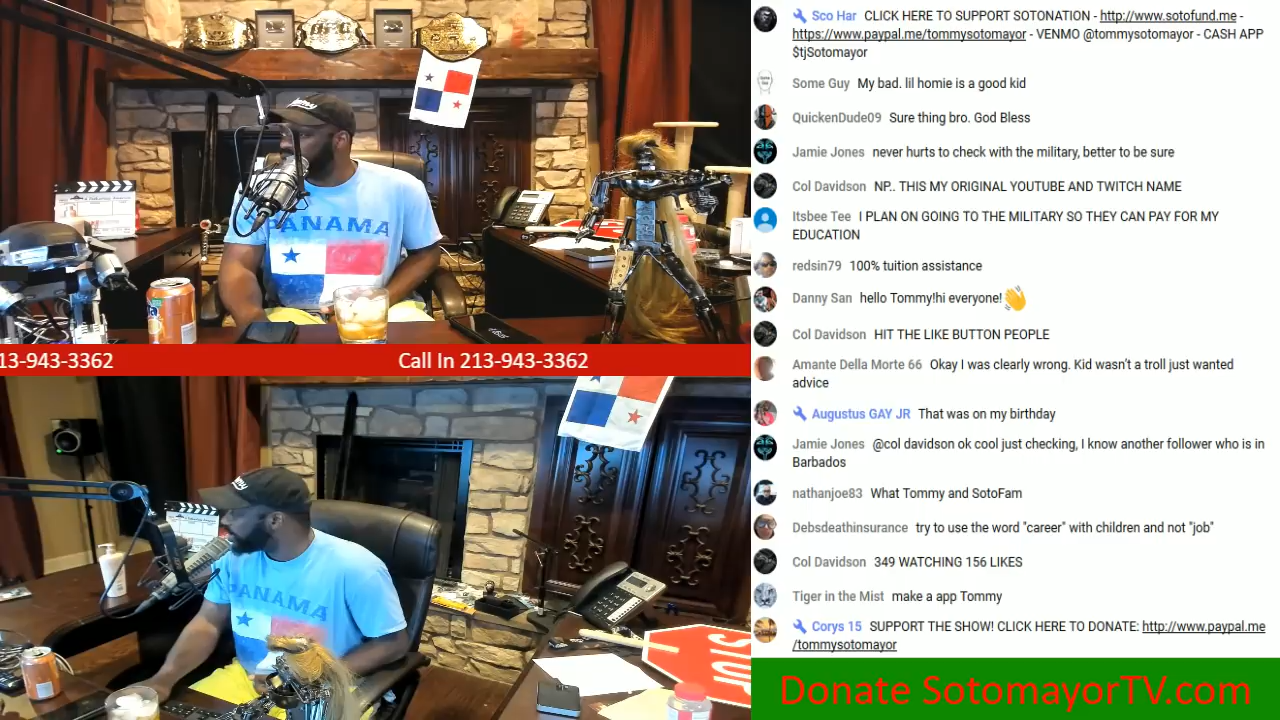 Sco Har CLICK HERE TO SUPPORT SOTONATION - http://www.sotofund.me -
https://www.paypal.me/tommysotomayor - VENMO @tommysotomayor - CASH APP
$tjSotomayor
Some Guy My bad. lil homie is a good kid
QuickenDude09 Sure thing bro. God Bless
Jamie Jones never hurts to check with the military, better to be sure
Col Davidson NP.. THIS MY ORIGINAL YOUTUBE AND TWITCH NAME
Itsbee Tee I PLAN ON GOING TO THE MILITARY SO THEY CAN PAY FOR MY
EDUCATION
redsin79 100% tuition assistance
Danny San hello Tommy!hi everyone!👋
Col Davidson HIT THE LIKE BUTTON PEOPLE
Amante Della Morte 66 Okay I was clearly wrong. Kid wasn't a troll just wanted
advice
Augustus GAY JR That was on my birthday
Jamie Jones @col davidson ok cool just checking, I know another follower who is in
Barbados
nathanjoe83 What Tommy and SotoFam
Debsdeathinsurance try to use the word "career" with children and not "job"
Col Davidson 349 WATCHING 156 LIKES
Tiger in the Mist make a app Tommy
Corys 15 SUPPORT THE SHOW! CLICK HERE TO DONATE: http://www.paypal.me
/tommysotomayor
Donate SotomayorTV.com
PANAMA
13-943-3362 Call In 213-943-3362
PANAMA